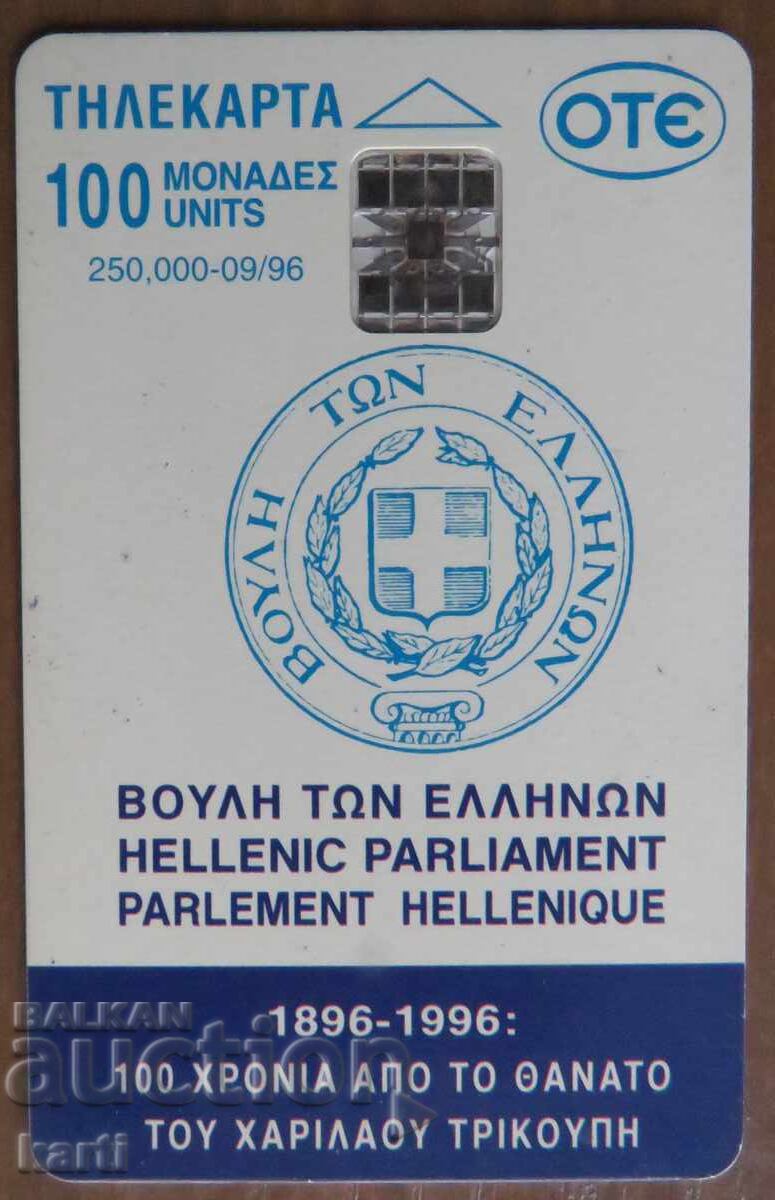 ΤΗΛΕΚΑΡΤΑ
ΟΤΕ
100 ΜΟΝΑΔΕΣ
UNITS
250,000-09/96
ΒΟΥΛΗ ΤΩΝ ΕΛΛΗΝΩΝ
ΒΟΥΛΗ ΤΩΝ ΕΛΛΗΝΩΝ
HELLENIC PARLIAMENT
PARLEMENT HELLENIQUE
1896-1996:
100 ΧΡΟΝΙΑ ΑΠΟ ΤΟ ΘΑΝΑΤΟ
ΤΟΥ ΧΑΡΙΛΑΟΥ ΤΡΙΚΟΥΠΗ
BALKAN
auction
karti